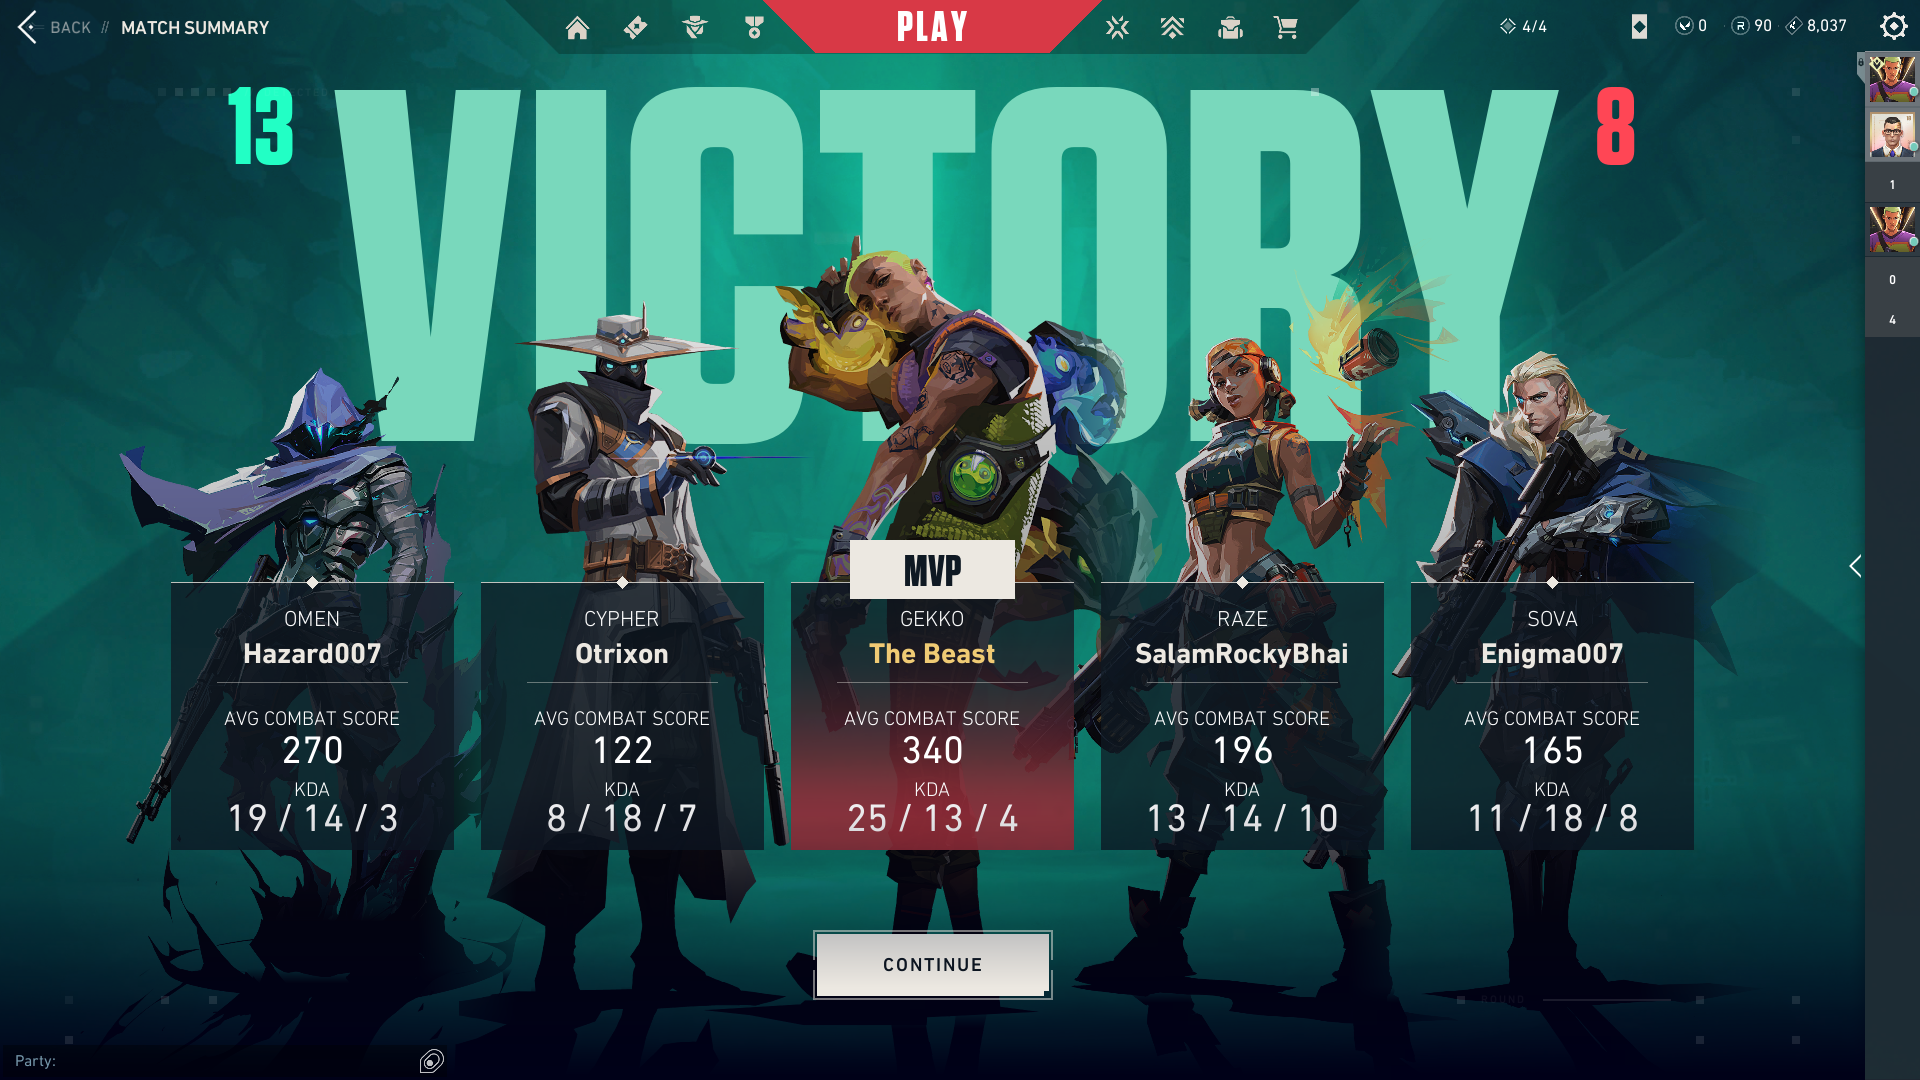 BACK // MATCH SUMMARY
PLAY
4/4
0
90
8,037
13
VICTORY
8
1
0
4
MVP
OMEN
Hazard007
AVG COMBAT SCORE
270
KDA
19 / 14 / 3
CYPHER
Otrixon
AVG COMBAT SCORE
122
KDA
8 / 18 / 7
GEKKO
The Beast
AVG COMBAT SCORE
340
KDA
25 / 13 / 4
RAZE
SalamRockyBhai
AVG COMBAT SCORE
196
KDA
13 / 14 / 10
SOVA
Enigma007
AVG COMBAT SCORE
165
KDA
11 / 18 / 8
CONTINUE
ROUND
Party: